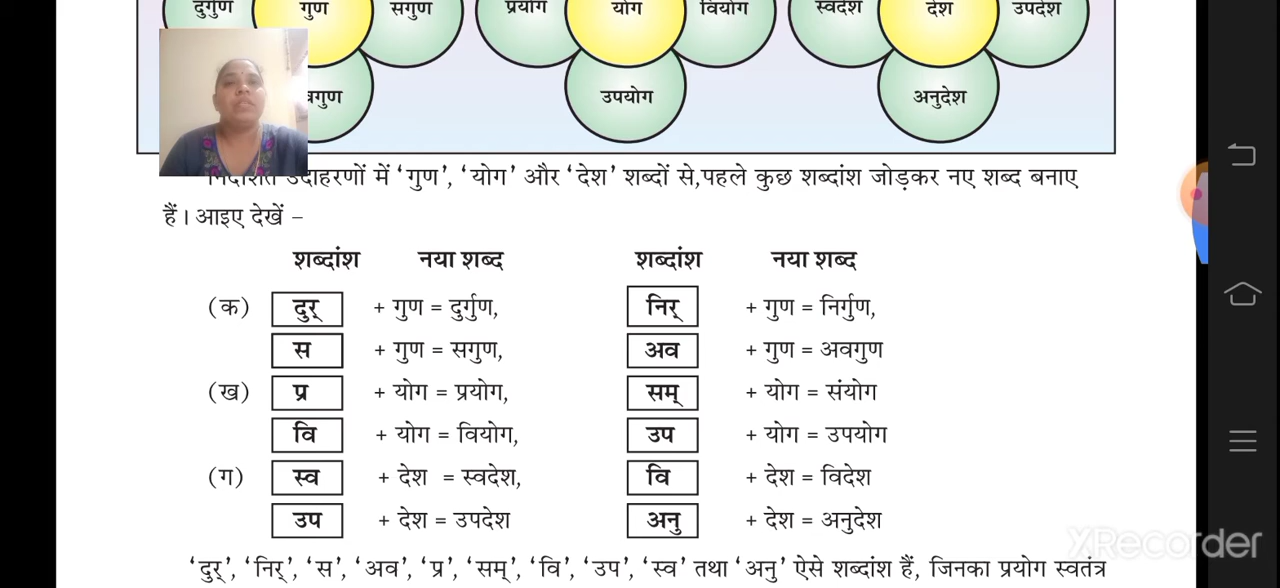 दुर्गुण गुण सगुण प्रयोग योग वियोग स्वदेश देश उपदेश
उपयोग अनुदेश
उदाहरणों में ‘गुण’, ‘योग’ और ‘देश’ शब्दों से,पहले कुछ शब्दांश जोड़कर नए शब्द बनाए
हैं। आइए देखें –
शब्दांश नया शब्द शब्दांश नया शब्द
(क) दुर् + गुण = दुर्गुण, निर् + गुण = निर्गुण,
स + गुण = सगुण, अव + गुण = अवगुण
(ख) प्र + योग = प्रयोग, सम् + योग = संयोग
वि + योग = वियोग, उप + योग = उपयोग
(ग) स्व + देश = स्वदेश, वि + देश = विदेश
उप + देश = उपदेश अनु + देश = अनुदेश
‘दुर्’, ‘निर्’, ‘स’, ‘अव’, ‘प्र’, ‘सम्’, ‘वि’, ‘उप’, ‘स्व’ तथा ‘अनु’ ऐसे शब्दांश हैं, जिनका प्रयोग स्वतंत्र
XRecorder